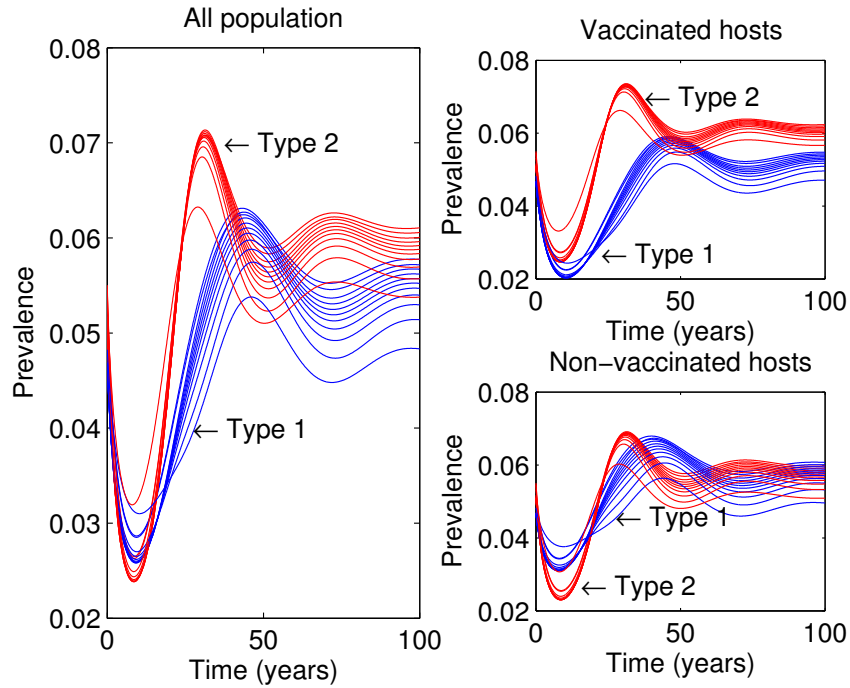 All population
0.08
0.07
0.06
0.05
0.04
0.03
0.02
0
50
100
Prevalence
Time (years)
← Type 2
← Type 1
Vaccinated hosts
0.08
0.06
0.04
0.02
0
50
100
Prevalence
Time (years)
← Type 2
← Type 1
Non−vaccinated hosts
0.08
0.06
0.04
0.02
0
50
100
Prevalence
Time (years)
← Type 1
← Type 2